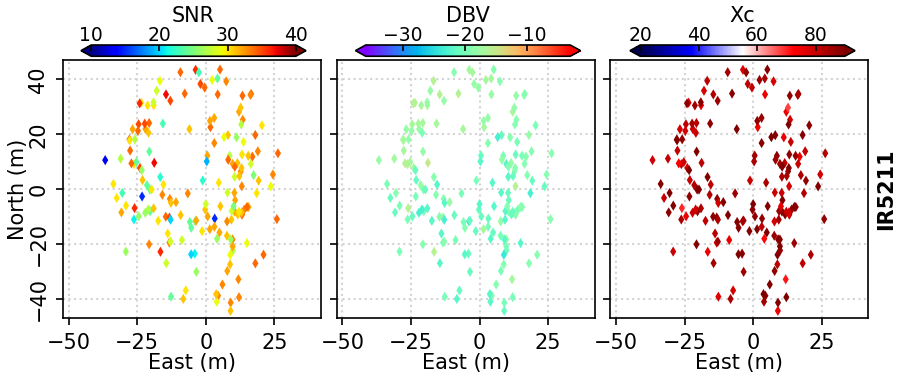 SNR DBV Xc
10 20 30 40 −30 −20 −10 20 40 60 80
North (m)
40
20
0
−20
−40
−50 −25 0 25 −50 −25 0 25 −50 −25 0 25
East (m) East (m) East (m)
IR5211